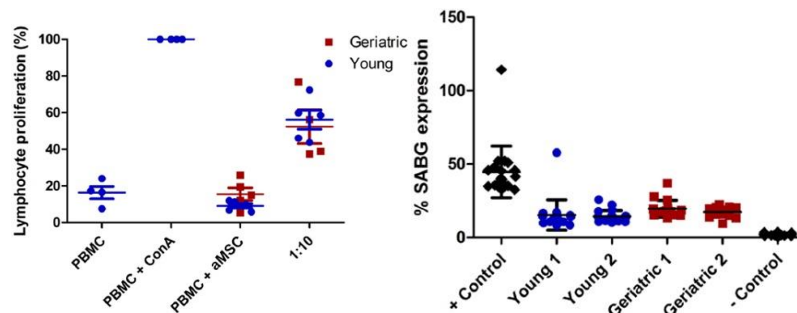 Lymphocyte proliferation (%)
100
80
60
40
20
0
Geriatric
Young
PBMC
PBMC + ConA
PBMC + aMSC
1:10
% SABG expression
150
100
50
0
+ Control
Young 1
Young 2
Geriatric 1
Geriatric 2
- Control